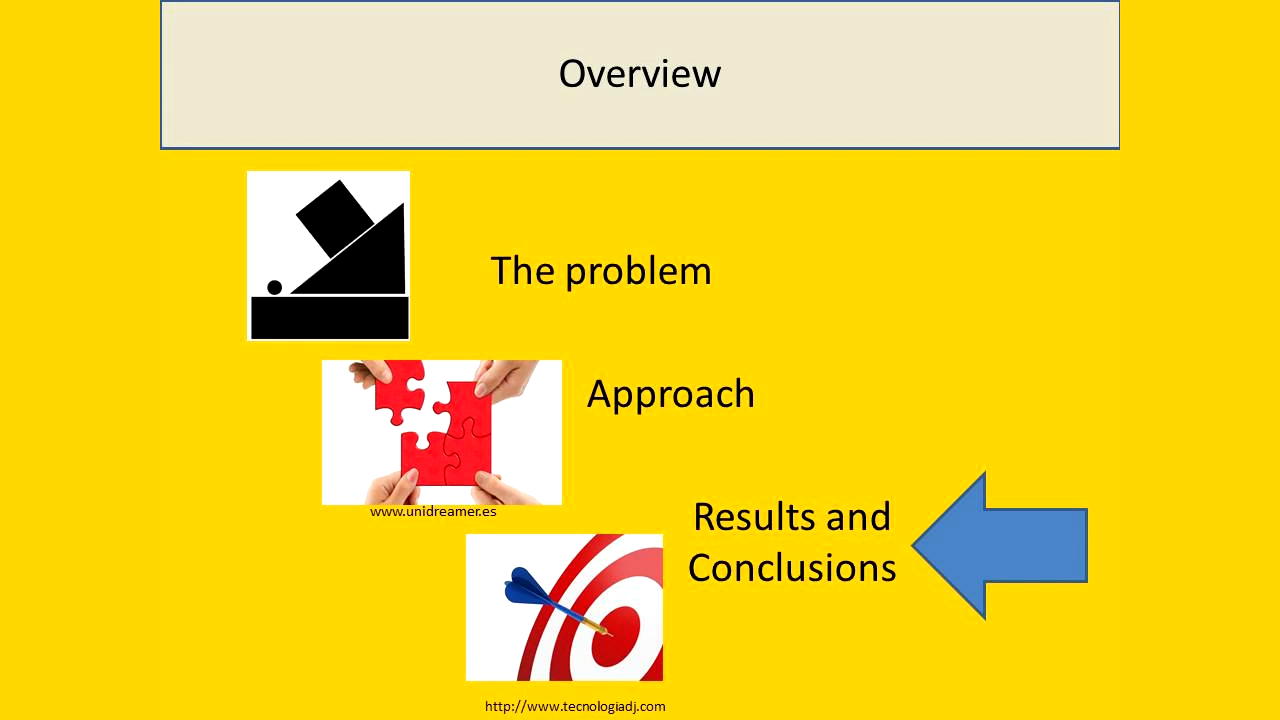 Overview
The problem
Approach
www.unidreamer.es
Results and
Conclusions
http://www.tecnologiadj.com